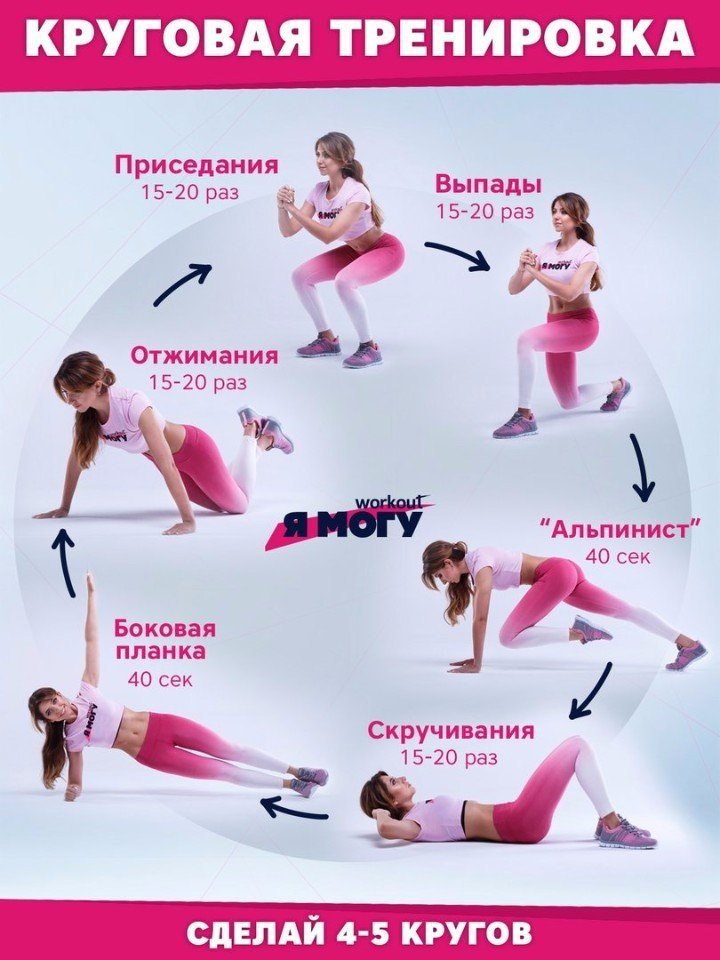 КРУГОВАЯ ТРЕНИРОВКА
Приседания
15-20 раз
Выпады
15-20 раз
“Альпинист”
40 сек
Скручивания
15-20 раз
Боковая
планка
40 сек
Отжимания
15-20 раз
workout
Я МОГУ
СДЕЛАЙ 4-5 КРУГОВ